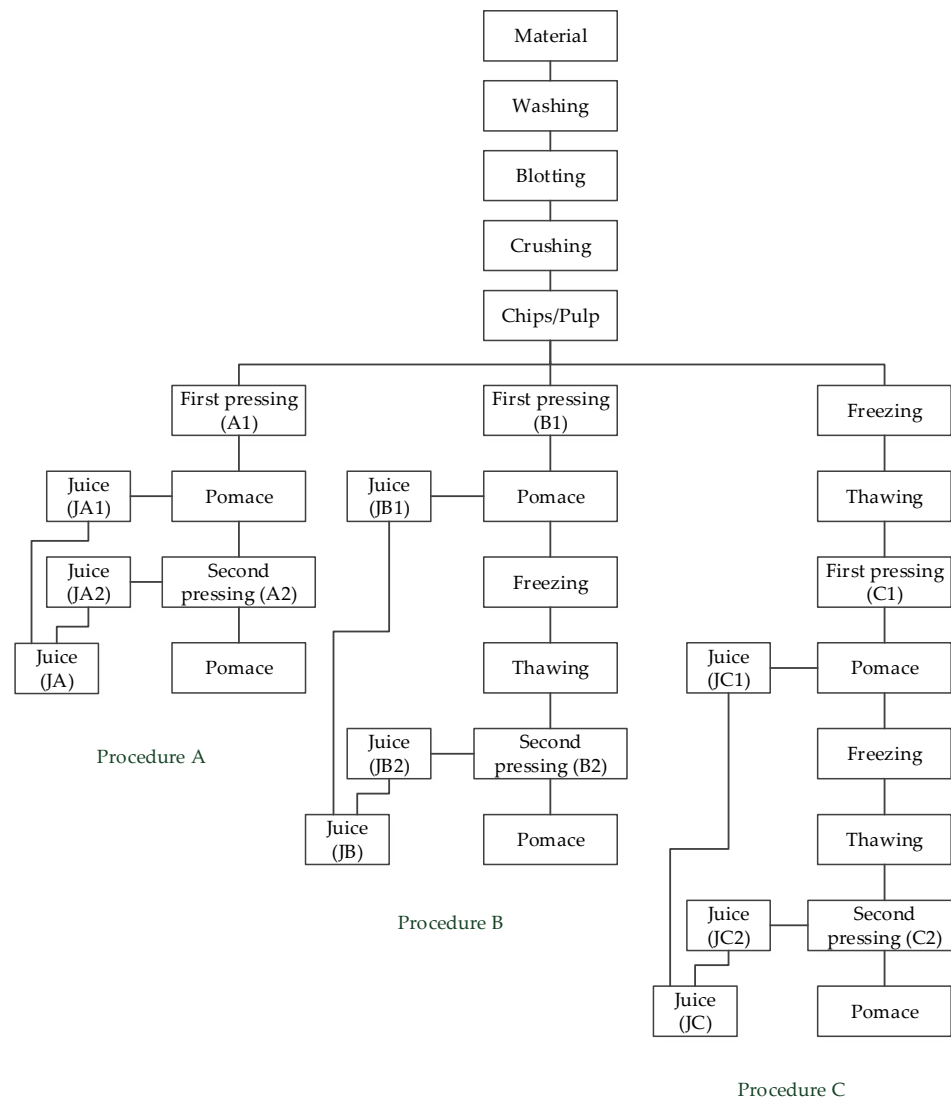 Material
Washing
Blotting
Crushing
Chips/Pulp
First pressing
(A1)
Juice
(JA1)
Pomace
Juice
(JA2)
Second
pressing (A2)
Juice
(JA)
Pomace
Procedure A
First pressing
(B1)
Juice
(JB1)
Pomace
Freezing
Thawing
Juice
(JB2)
Second
pressing (B2)
Juice
(JB)
Pomace
Procedure B
Freezing
Thawing
First pressing
(C1)
Juice
(JC1)
Pomace
Freezing
Thawing
Juice
(JC2)
Second
pressing (C2)
Juice
(JC)
Pomace
Procedure C